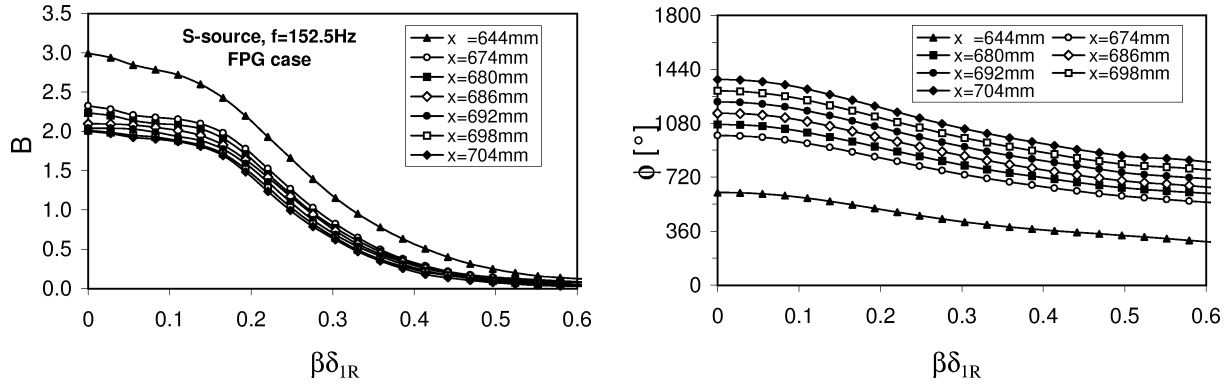 3.5
3.0
2.5
2.0
1.5
1.0
0.5
0.0
B
S-source, f=152.5Hz
FPG case
x =644mm
x=674mm
x=680mm
x=686mm
x=692mm
x=698mm
x=704mm
0 0.1 0.2 0.3 0.4 0.5 0.6
βδ1R
1800
1440
1080
720
360
0
ϕ [°]
x =644mm x=674mm
x=680mm x=686mm
x=692mm x=698mm
x=704mm
0 0.1 0.2 0.3 0.4 0.5 0.6
βδ1R